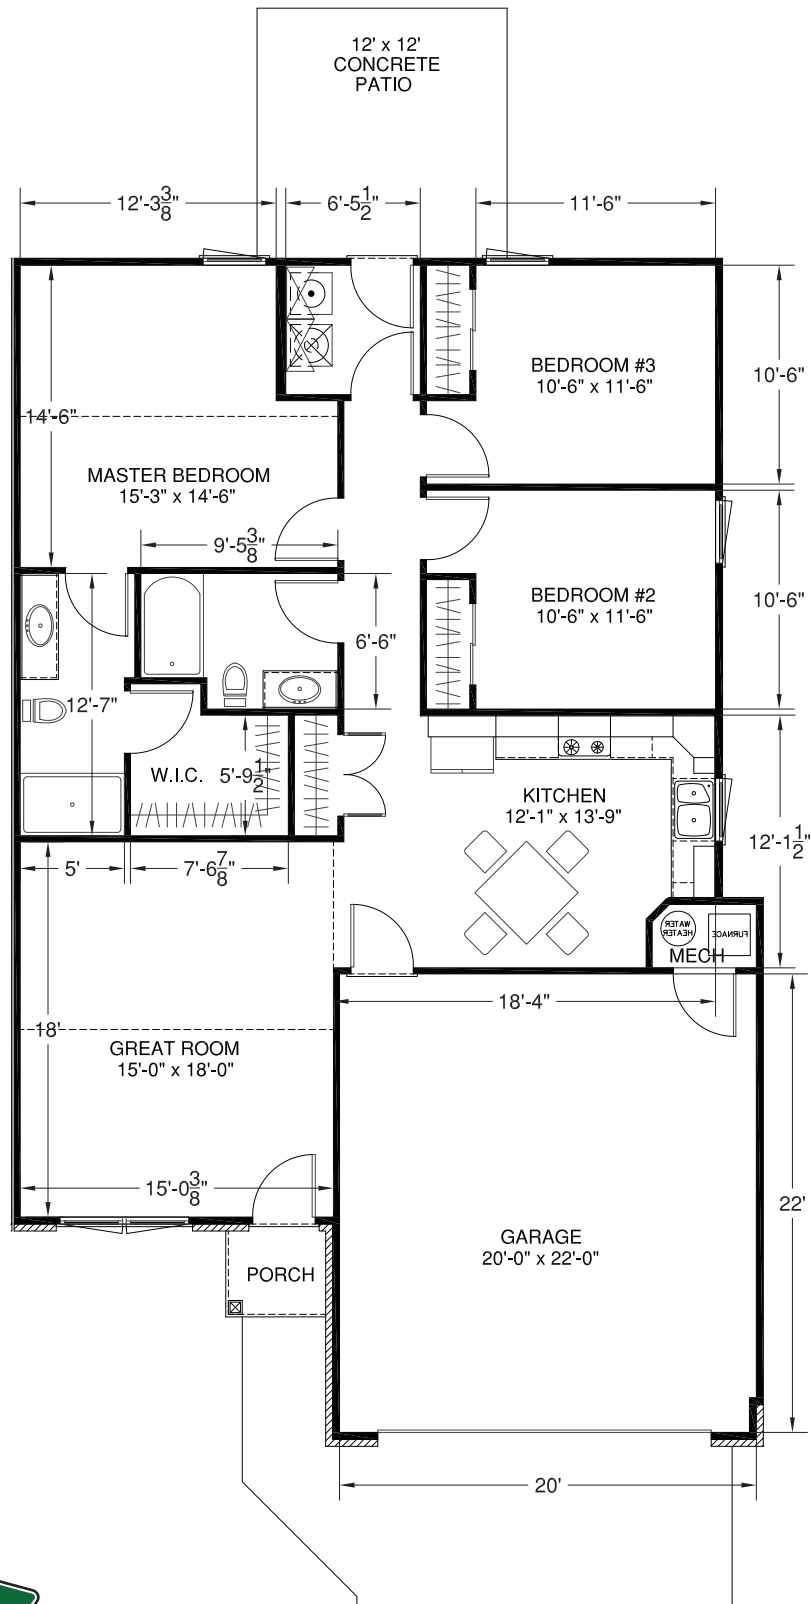 12' x 12'
CONCRETE
PATIO
12'-3 3/8"
6'-5 1/2"
11'-6"
BEDROOM #3
10'-6" x 11'-6"
10'-6"
14'-6"
MASTER BEDROOM
15'-3" x 14'-6"
9'-5 3/8"
BEDROOM #2
10'-6" x 11'-6"
10'-6"
6'-6"
12'-7"
W.I.C.
5'-9 1/2"
KITCHEN
12'-1" x 13'-9"
12'-1 1/2"
5'
7'-6 7/8"
WATER
HEATER
FURNACE
MECH
18'-4"
18'
GREAT ROOM
15'-0" x 18'-0"
15'-0 3/8"
22'
GARAGE
20'-0" x 22'-0"
PORCH
20'